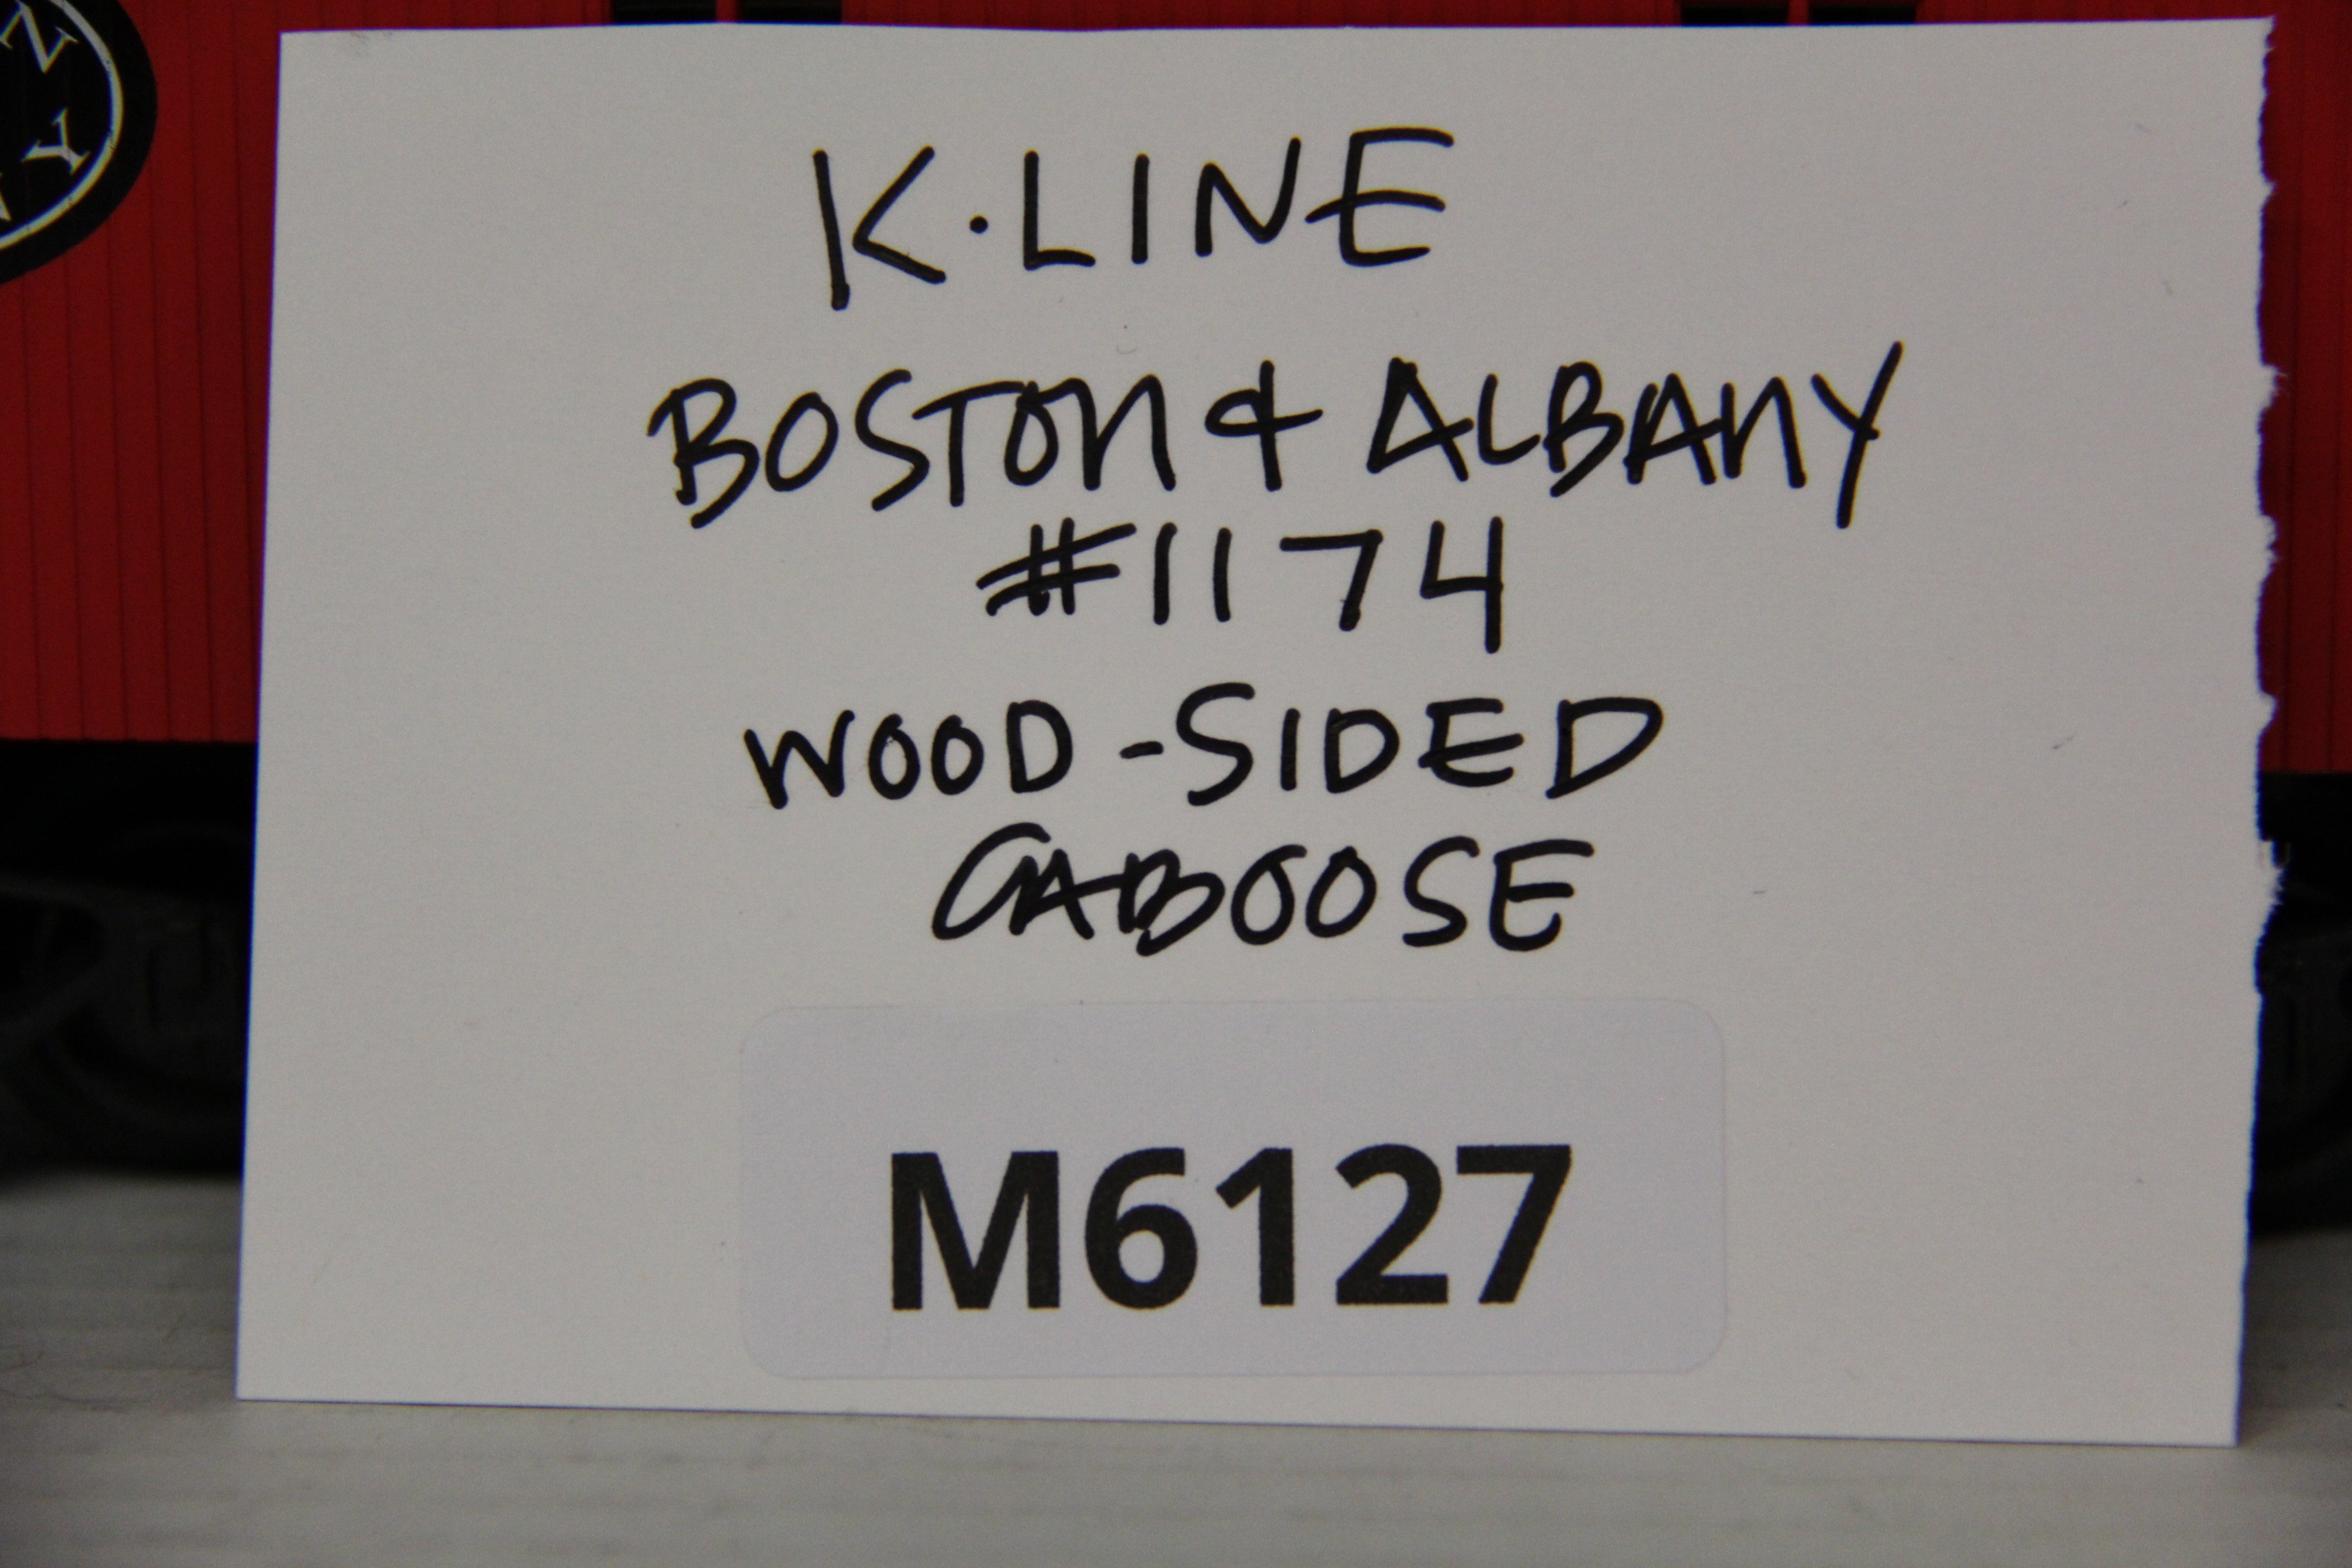 K·LINE
BOSTON & ALBANY
#1174
WOOD-SIDED
CABOOSE
M6127